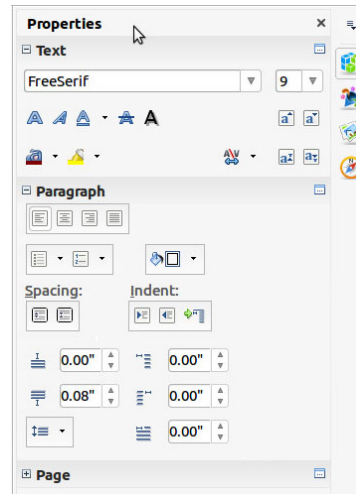 Properties
Text
FreeSerif 9
Paragraph
Spacing: Indent:
0.00" 0.00"
0.08" 0.00"
0.00"
Page